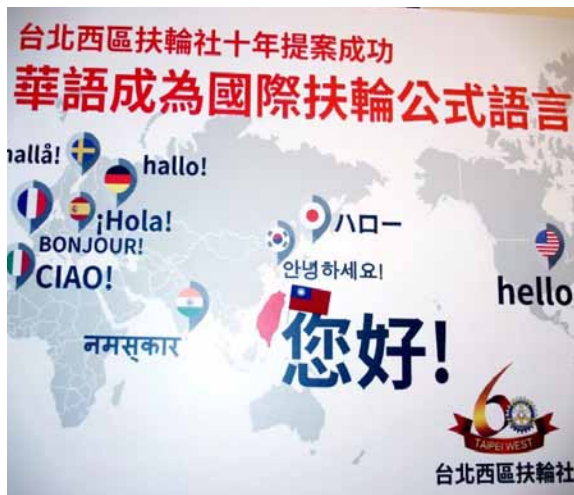 台北西區扶輪社十年提案成功
華語成為國際扶輪公式語言
hallå!
hallo!
¡Hola!
BONJOUR!
CIAO!
ハロー
안녕하세요!
hello
नमस्कार
您好!
60
TAIPEI WEST
台北西區扶輪社